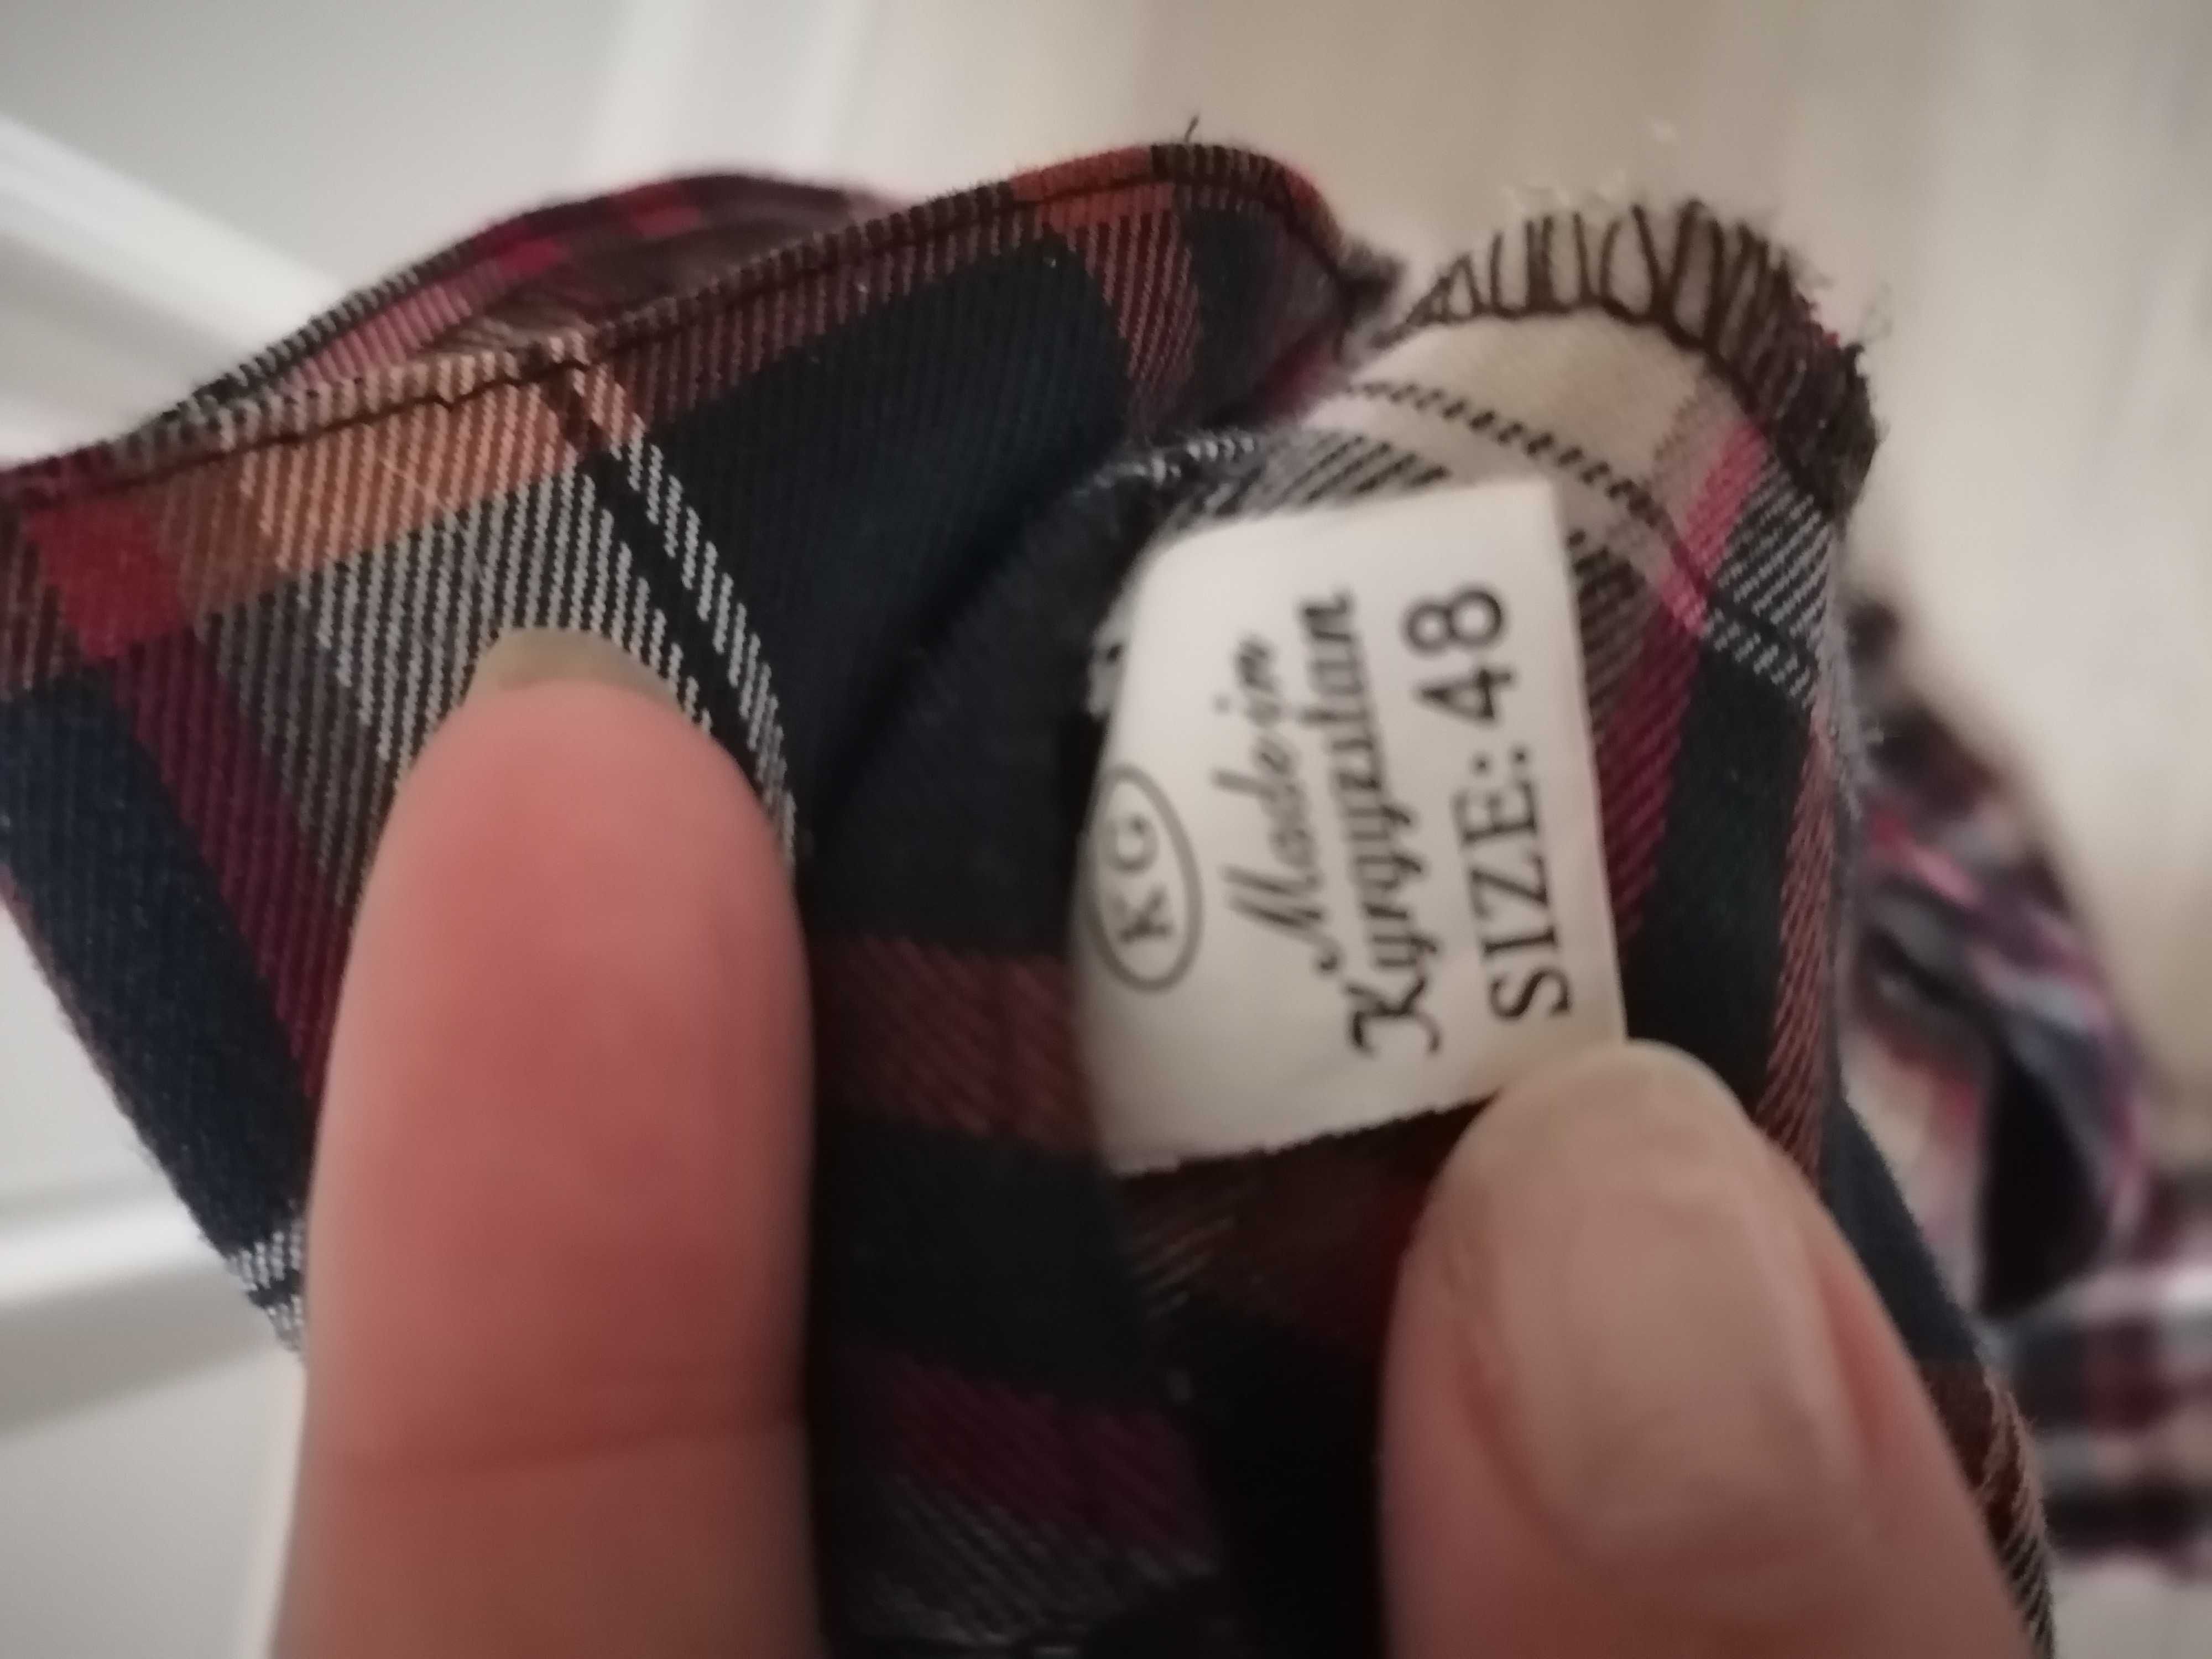 KG
Made in
Kyrgyzstan
SIZE: 48